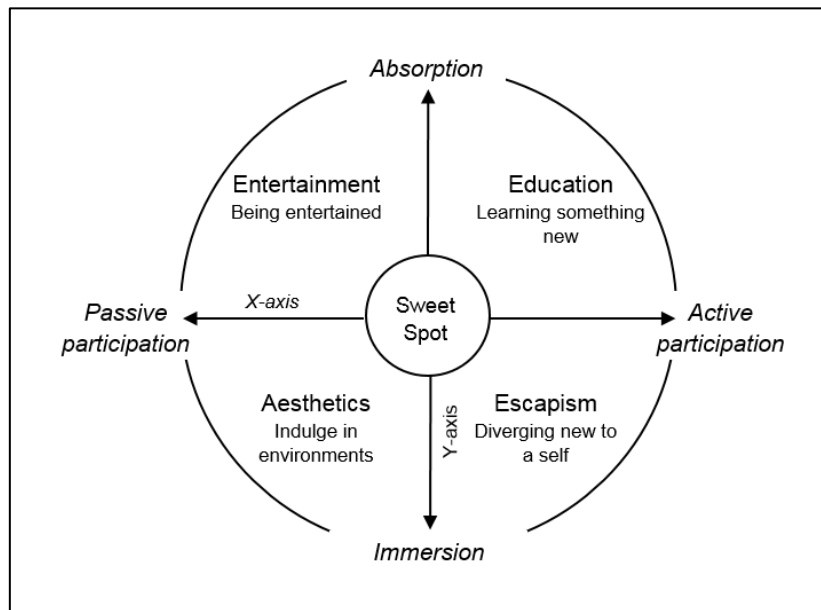 Absorption
Entertainment
Being entertained
Education
Learning something
new
X-axis
Passive
participation
Sweet
Spot
Active
participation
Aesthetics
Indulge in
environments
Y-axis
Escapism
Diverging new to
a self
Immersion